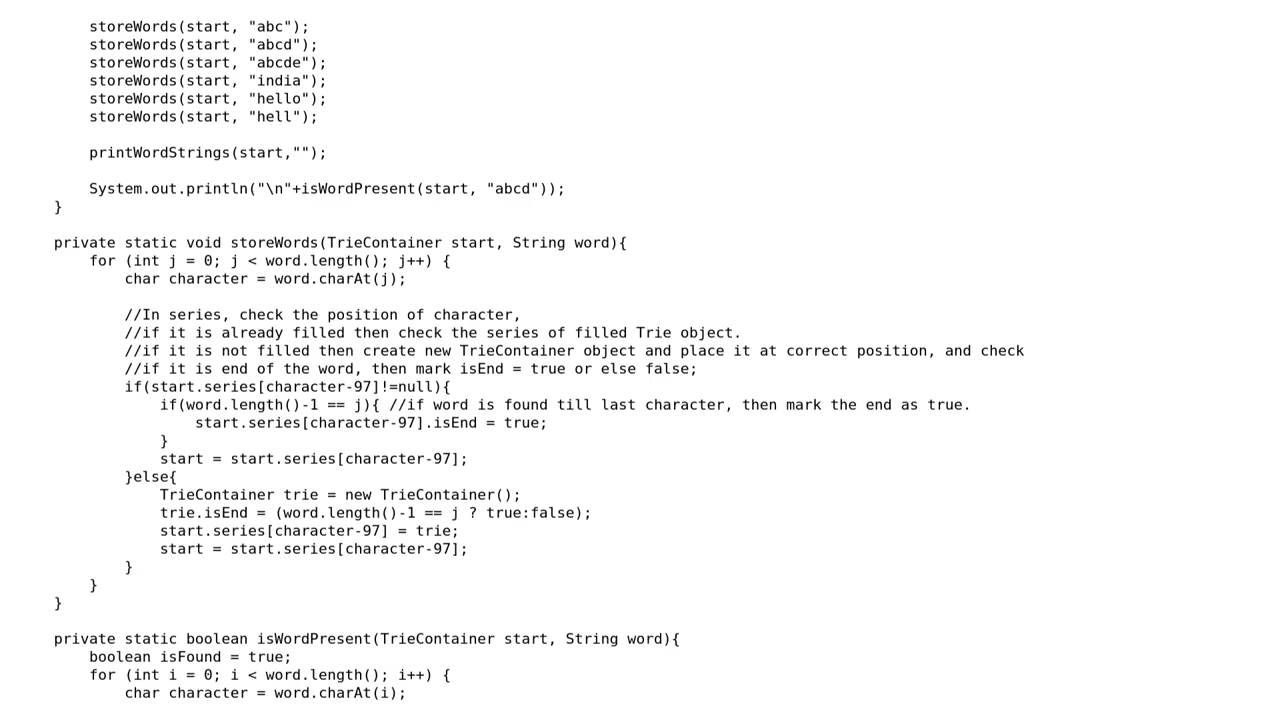 storeWords(start, "abc");
storeWords(start, "abcd");
storeWords(start, "abcde");
storeWords(start, "india");
storeWords(start, "hello");
storeWords(start, "hell");
printWordStrings(start,"");
System.out.println("\n"+isWordPresent(start, "abcd"));
}
private static void storeWords(TrieContainer start, String word){
for (int j = 0; j < word.length(); j++) {
char character = word.charAt(j);
//In series, check the position of character,
//if it is already filled then check the series of filled Trie object.
//if it is not filled then create new TrieContainer object and place it at correct position, and check
//if it is end of the word, then mark isEnd = true or else false;
if(start.series[character-97]!=null){
if(word.length()-1 == j){ //if word is found till last character, then mark the end as true.
start.series[character-97].isEnd = true;
}
start = start.series[character-97];
}else{
TrieContainer trie = new TrieContainer();
trie.isEnd = (word.length()-1 == j ? true:false);
start.series[character-97] = trie;
start = start.series[character-97];
}
}
}
private static boolean isWordPresent(TrieContainer start, String word){
boolean isFound = true;
for (int i = 0; i < word.length(); i++) {
char character = word.charAt(i);